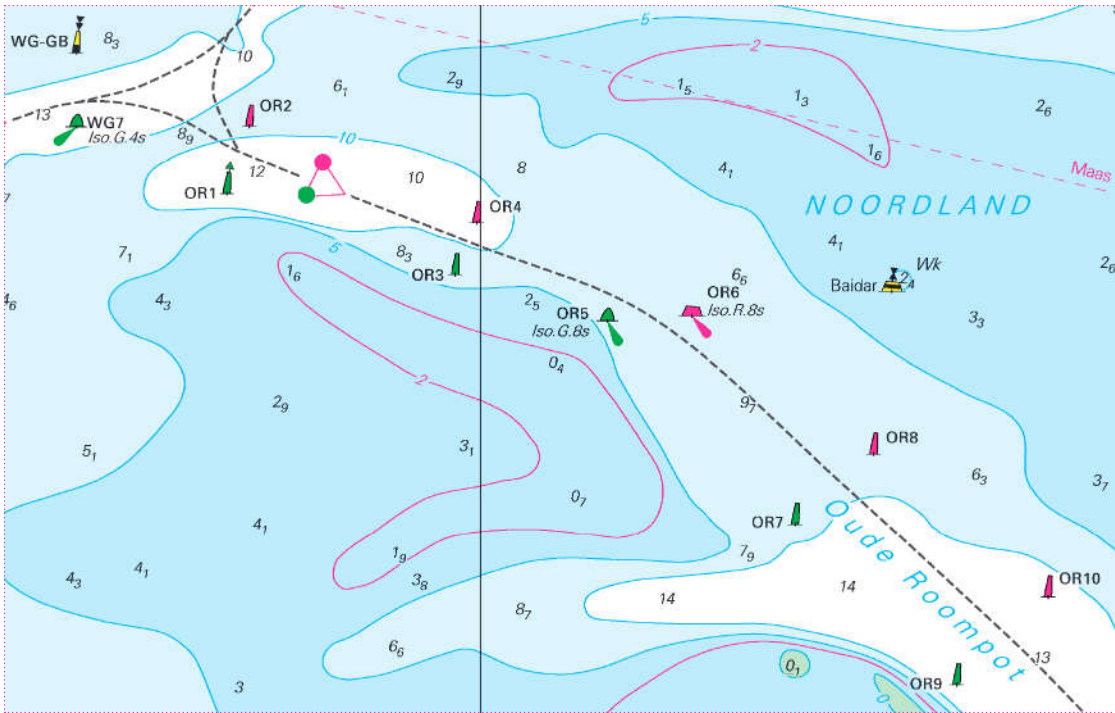 5
WG-GB
8₃
10
2
2₉
6₁
1₅
1₃
2₆
13
WG7
Iso.G.4s
OR2
8₉
10
1₆
4₁
Maas
12
10
8
OR1
OR4
NOORDLAND
7
7₁
5
8₃
4₁
OR3
1₆
6₆
Wk
2₄
2₆
Baidar
4₆
4₃
2₅
OR5
Iso.G.8s
OR6
Iso.R.8s
3₃
0₄
2
2₉
9₇
3₁
OR8
5₁
6₃
3₇
0₇
4₁
OR7
Oude Roompot
1₉
7₉
4₃
4₁
3₈
14
14
OR10
8₇
6₆
13
0₁
OR9
3
0